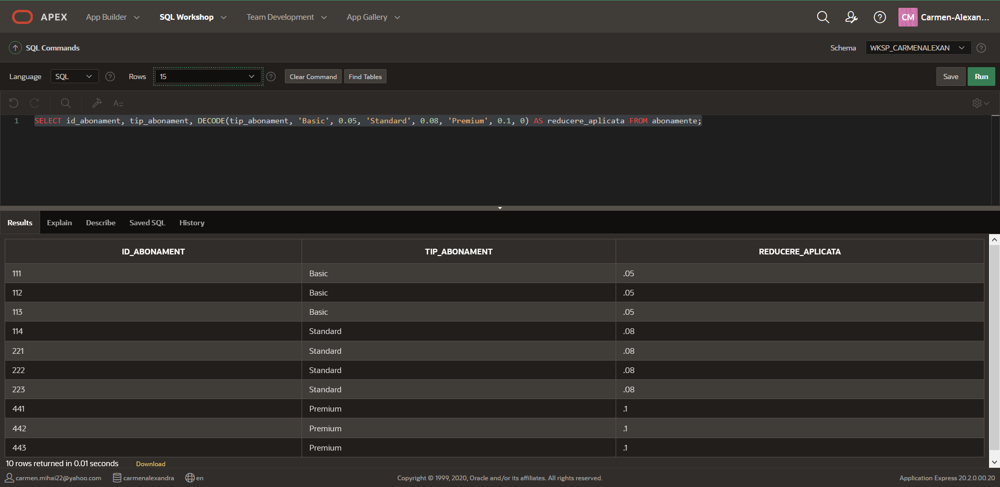 APEX App Builder SQL Workshop Team Development App Gallery CM Carmen-Alexan...
SQL Commands Schema WKSP_CARMENALEXAN
Language SQL Rows 15 Clear Command Find Tables Save Run
A::
1 SELECT id_abonament, tip_abonament, DECODE(tip_abonament, 'Basic', 0.05, 'Standard', 0.08, 'Premium', 0.1, 0) AS reducere_aplicata FROM abonamente;
Results Explain Describe Saved SQL History
ID_ABONAMENT TIP_ABONAMENT REDUCERE_APLICATA
111 Basic .05
112 Basic .05
113 Basic .05
114 Standard .08
221 Standard .08
222 Standard .08
223 Standard .08
441 Premium .1
442 Premium .1
443 Premium .1
10 rows returned in 0.01 seconds Download
carmen.mihai22@yahoo.com carmenalexandra en Copyright © 1999, 2020, Oracle and/or its affiliates. All rights reserved. Application Express 20.2.0.00.20